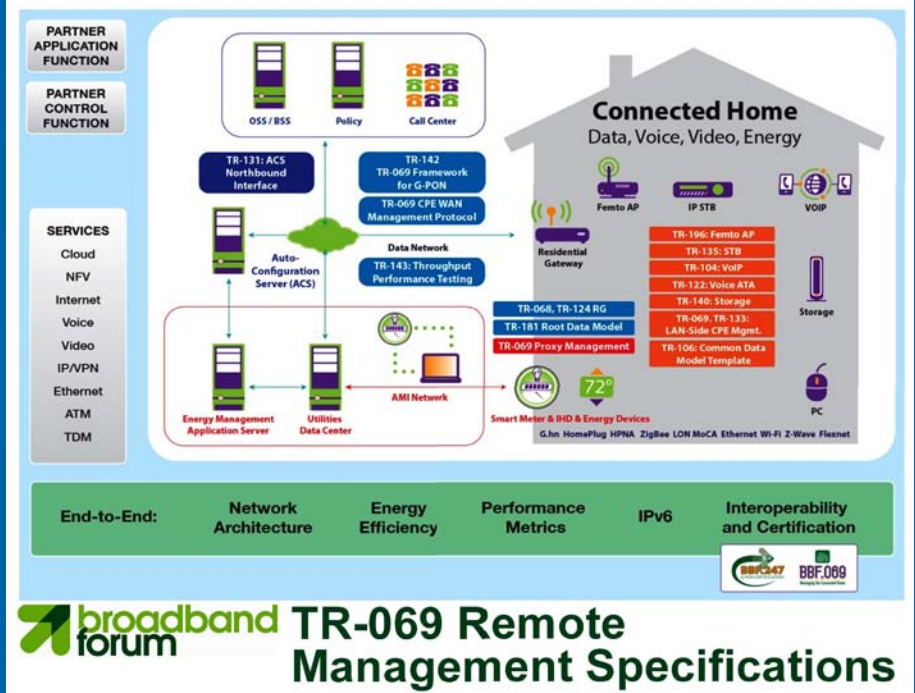 PARTNER
APPLICATION
FUNCTION
PARTNER
CONTROL
FUNCTION
SERVICES
Cloud
NFV
Internet
Voice
Video
IP/VPN
Ethernet
ATM
TDM
OSS / BSS
Policy
Call Center
TR-131: ACS
Northbound
Interface
TR-142
TR-069 Framework
for G-PON
TR-069 CPE WAN
Management Protocol
Data Network
TR-143: Throughput
Performance Testing
Auto-
Configuration
Server (ACS)
Energy Management
Application Server
Utilities
Data Center
AMI Network
Connected Home
Data, Voice, Video, Energy
Femto AP
IP STB
VOIP
Residential
Gateway
TR-196: Femto AP
TR-135: STB
TR-104: VoIP
TR-122: Voice ATA
TR-140: Storage
TR-069. TR-133:
LAN-Side CPE Mgmt.
TR-106: Common Data
Model Template
Storage
TR-068, TR-124 RG
TR-181 Root Data Model
TR-069 Proxy Management
72°
PC
Smart Meter & IHD & Energy Devices
G.hn HomePlug HPNA ZigBee LON MoCA Ethernet Wi-Fi Z-Wave Flexnet
End-to-End:
Network
Architecture
Energy
Efficiency
Performance
Metrics
IPv6
Interoperability
and Certification
BBF.247
BBF.069
broadband
forum
TR-069 Remote
Management Specifications